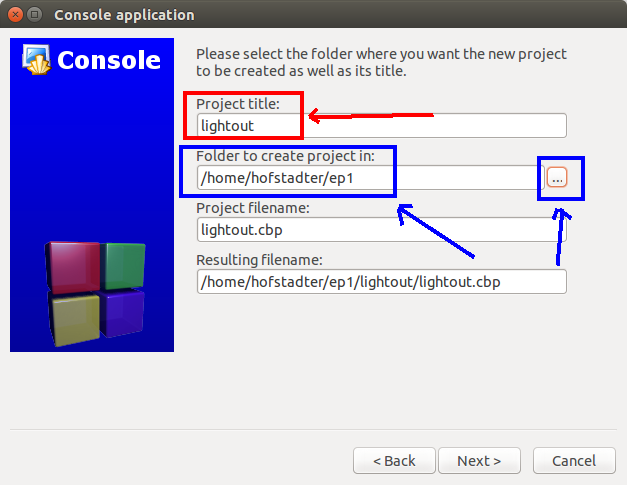 Console application
Console
Please select the folder where you want the new project
to be created as well as its title.
Project title:
lightout
Folder to create project in:
/home/hofstadter/ep1
...
Project filename:
lightout.cbp
Resulting filename:
/home/hofstadter/ep1/lightout/lightout.cbp
< Back
Next >
Cancel